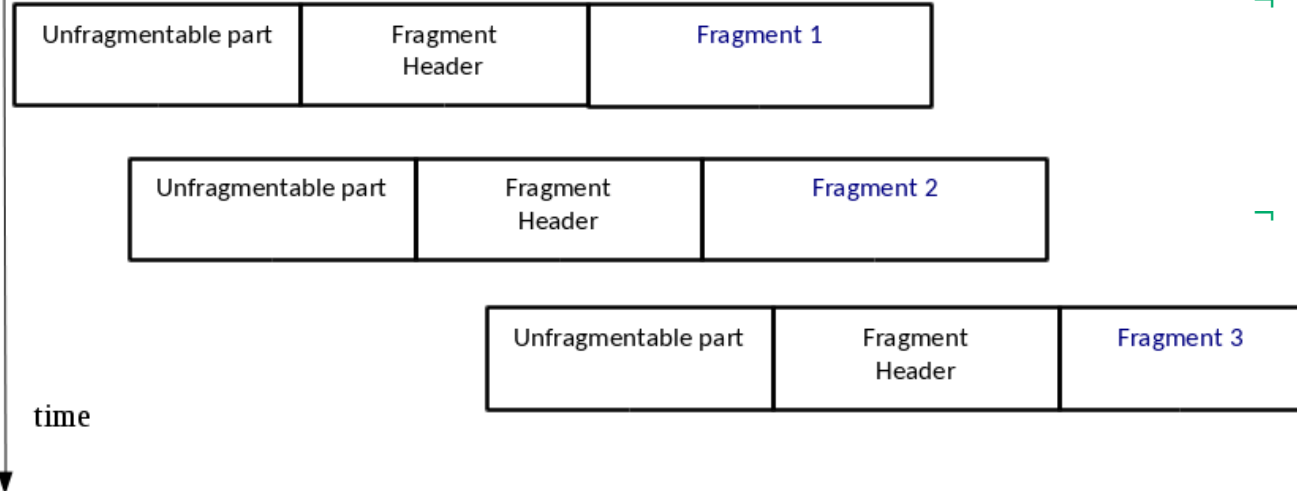 Unfragmentable part
Fragment
Header
Fragment 1
Unfragmentable part
Fragment
Header
Fragment 2
Unfragmentable part
Fragment
Header
Fragment 3
time